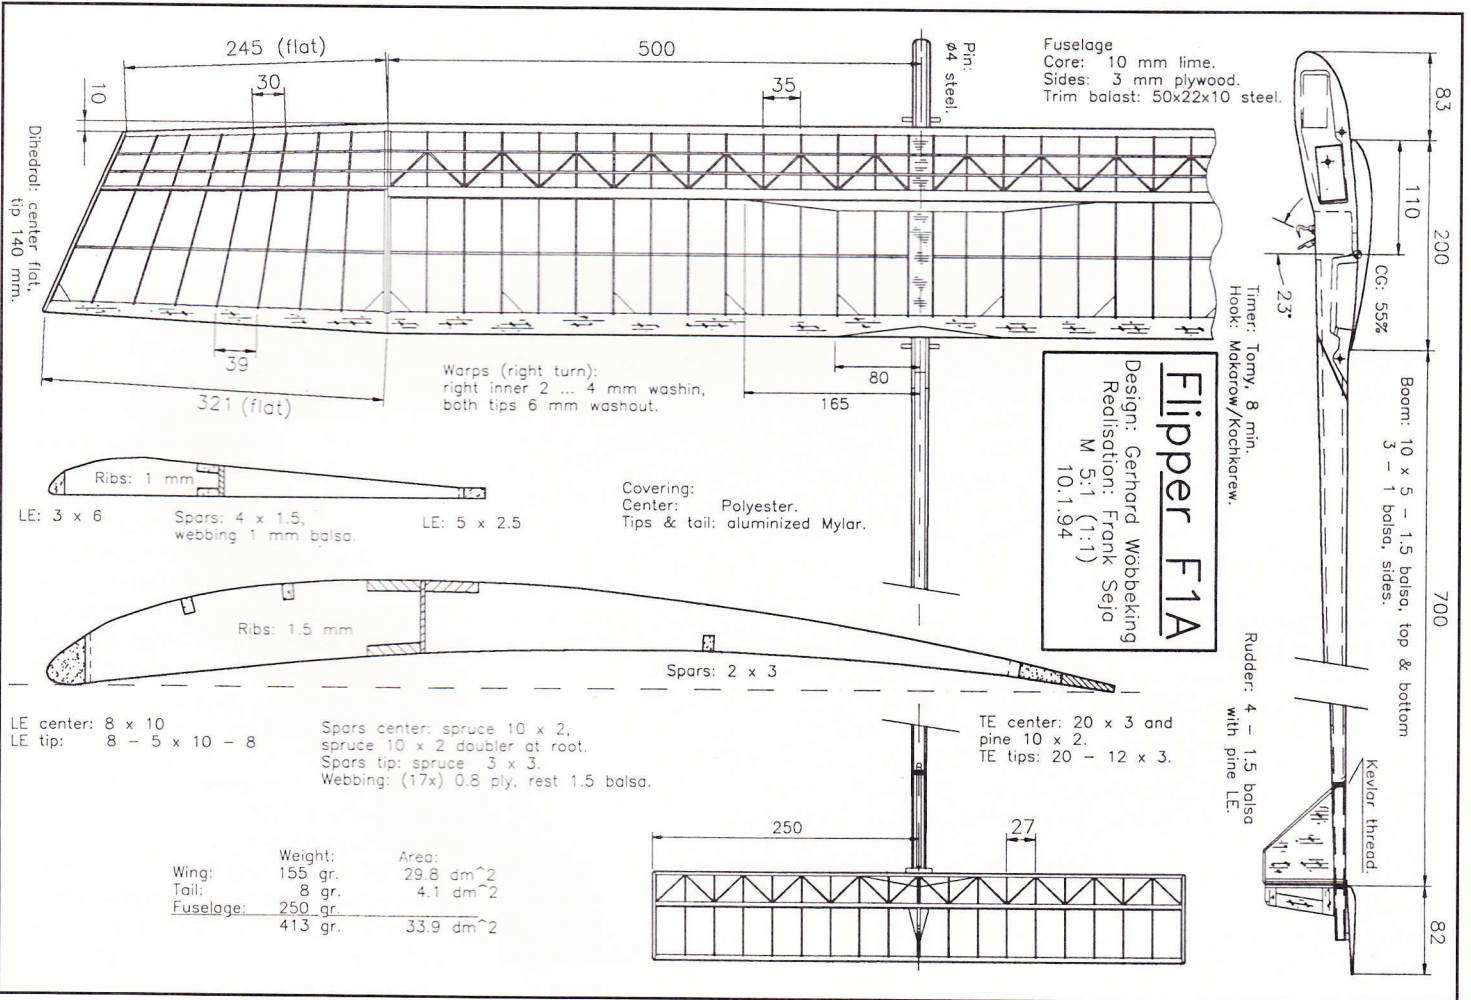 245 (flat)
500
30
35
10
Pin:
ø4 steel.
Fuselage
Core: 10 mm lime.
Sides: 3 mm plywood.
Trim balast: 50x22x10 steel.
83
110
200
CG: 55%
23°
Dihedral: center flat,
tip 140 mm.
39
321 (flat)
Warps (right turn):
right inner 2 ... 4 mm washin,
both tips 6 mm washout.
80
165
Timer: Tomy, 8 min.
Hook: Makarow/Kochkarew.
Flipper F1A
Design: Gerhard Wöbbeking
Realisation: Frank Seja
M 5:1 (1:1)
10.1.94
Boom: 10 x 5 - 1.5 balsa, top & bottom
3 - 1 balsa, sides.
700
Ribs: 1 mm
LE: 3 x 6
Spars: 4 x 1.5,
webbing 1 mm balsa.
LE: 5 x 2.5
Covering:
Center: Polyester.
Tips & tail: aluminized Mylar.
Ribs: 1.5 mm
Spars: 2 x 3
LE center: 8 x 10
LE tip: 8 - 5 x 10 - 8
Spars center: spruce 10 x 2,
spruce 10 x 2 doubler at root.
Spars tip: spruce 3 x 3.
Webbing: (17x) 0.8 ply, rest 1.5 balsa.
TE center: 20 x 3 and
pine 10 x 2.
TE tips: 20 - 12 x 3.
Rudder: 4 - 1.5 balsa
with pine LE.
Kevlar thread.
250
27
82
Weight: Area:
Wing: 155 gr. 29.8 dm^2
Tail: 8 gr. 4.1 dm^2
Fuselage: 250 gr.
413 gr. 33.9 dm^2